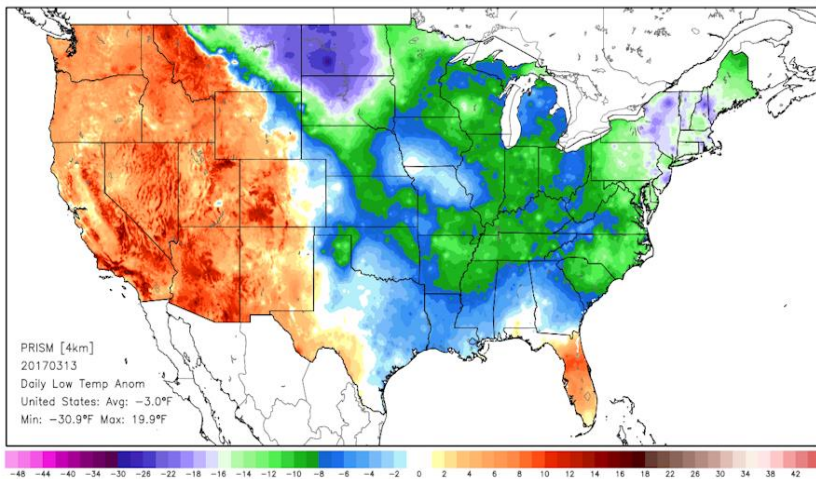 PRISM [4km]
20170313
Daily Low Temp Anom
United States: Avg: −3.0°F
Min: −30.9°F Max: 19.9°F
−48 −44 −34 −30 −26 −22 −18 −16 −14 −12 −10 −8 −6 −4 −2 0 2 4 6 8 10 12 14 16 18 22 26 30 34 38 42